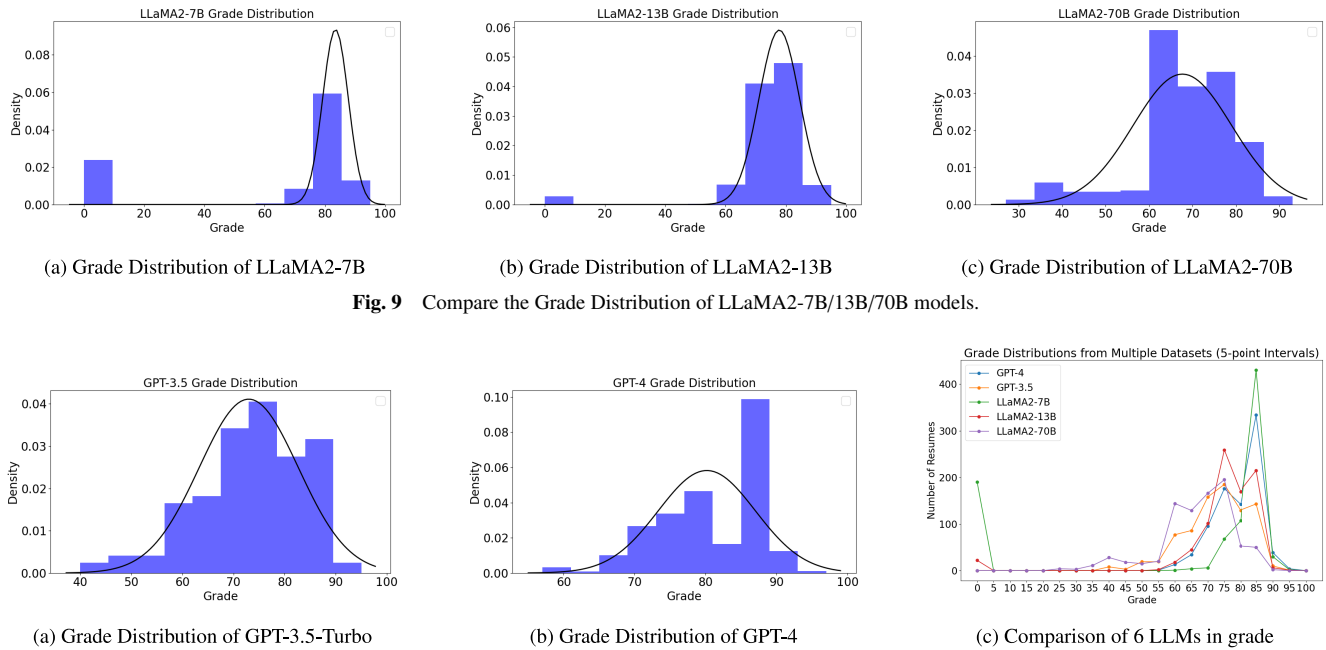 LLaMA2-7B Grade Distribution
Density
0.08
0.06
0.04
0.02
0.00
0 20 40 60 80 100
Grade
(a) Grade Distribution of LLaMA2-7B
LLaMA2-13B Grade Distribution
Density
0.06
0.05
0.04
0.03
0.02
0.01
0.00
0 20 40 60 80 100
Grade
(b) Grade Distribution of LLaMA2-13B
LLaMA2-70B Grade Distribution
Density
0.04
0.03
0.02
0.01
0.00
30 40 50 60 70 80 90
Grade
(c) Grade Distribution of LLaMA2-70B
Fig. 9 Compare the Grade Distribution of LLaMA2-7B/13B/70B models.
GPT-3.5 Grade Distribution
Density
0.04
0.03
0.02
0.01
0.00
40 50 60 70 80 90 100
Grade
(a) Grade Distribution of GPT-3.5-Turbo
GPT-4 Grade Distribution
Density
0.10
0.08
0.06
0.04
0.02
0.00
60 70 80 90 100
Grade
(b) Grade Distribution of GPT-4
Grade Distributions from Multiple Datasets (5-point Intervals)
GPT-4
GPT-3.5
LLaMA2-7B
LLaMA2-13B
LLaMA2-70B
Number of Resumes
400
300
200
100
0
0 5 10 15 20 25 30 35 40 45 50 55 60 65 70 75 80 85 90 95 100
Grade
(c) Comparison of 6 LLMs in grade